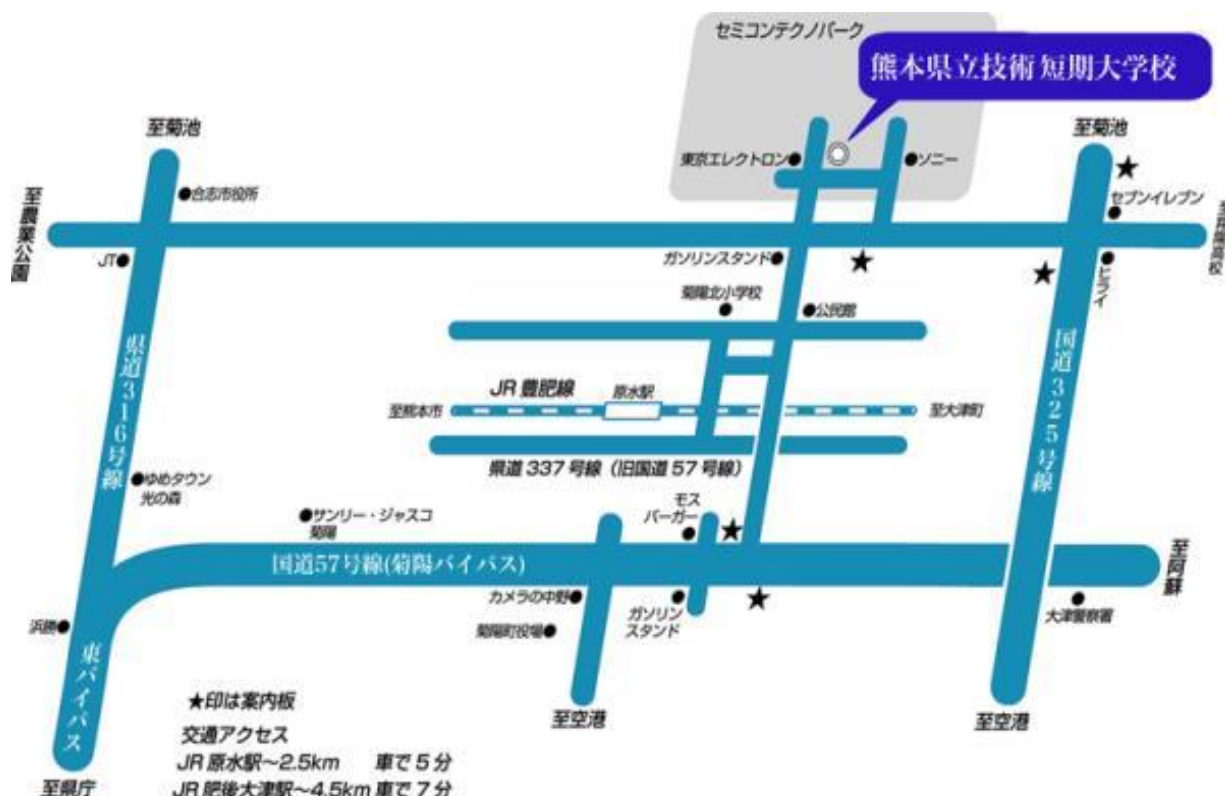 セミコンテクノパーク
熊本県立技術短期大学校
至菊池
至菊池
東京エレクトロン
ソニー
合志市役所
セブンイレブン
至農業公園
JT
ガソリンスタンド
ヒライ
菊陽北小学校
公民館
県道316号線
国道325号線
JR豊肥線
原水駅
至熊本市
至大津町
県道337号線(旧国道57号線)
ゆめタウン
光の森
モス
バーガー
サンリー・ジャスコ
菊陽
国道57号線(菊陽バイパス)
至阿蘇
カメラの中野
ガソリン
スタンド
大津警察署
浜勝
菊陽町役場
東バイパス
★印は案内板
至空港
至空港
交通アクセス
JR原水駅~2.5km 車で5分
至県庁
JR肥後大津駅~4.5km 車で7分